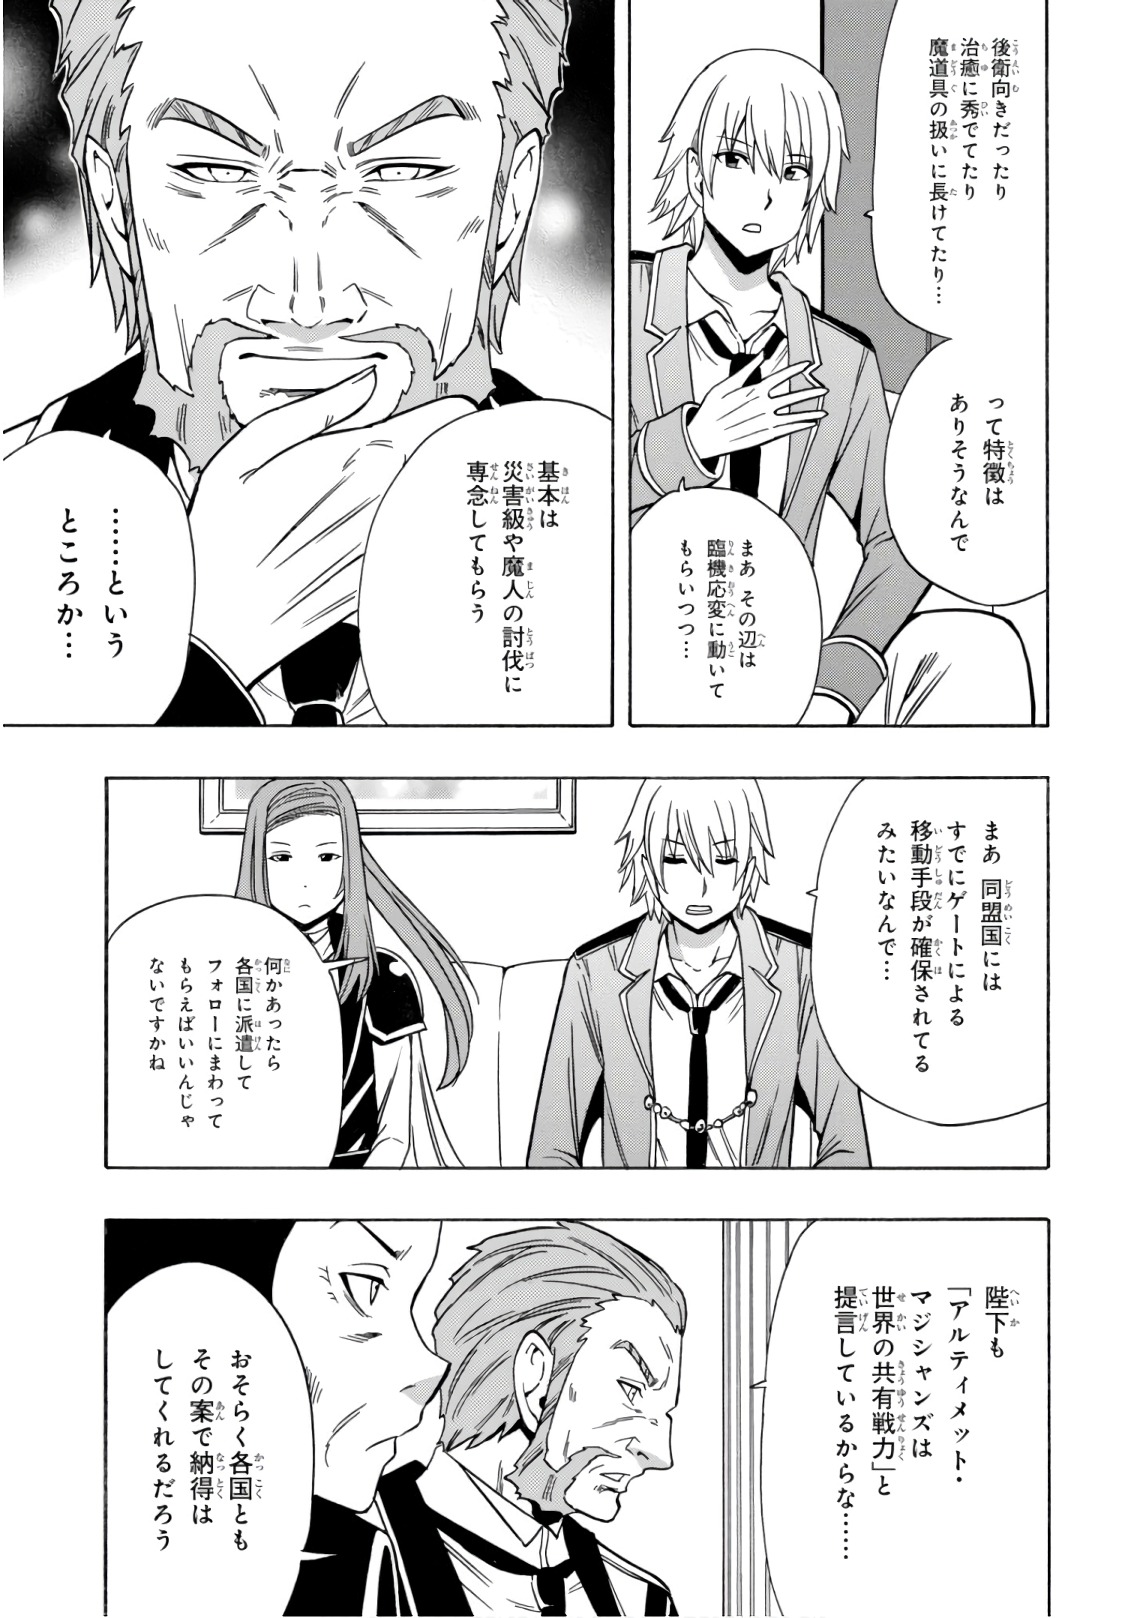 後衛向きだったり
治癒に秀でてたり
魔道具の扱いに長けてたり…
って特徴は
ありそうなんで
まあ その辺は
臨機応変に動いて
もらいつつ…
基本は
災害級や魔人の討伐に
専念してもらう
……という
ところか…
まあ 同盟国には
すでにゲートによる
移動手段が確保されてる
みたいなんで…
何かあったら
各国に派遣して
フォローにまわって
もらえばいいんじゃ
ないですかね
陛下も
「アルティメット・
マジシャンズは
世界の共有戦力」と
提言しているからな……
おそらく各国とも
その案で納得は
してくれるだろう